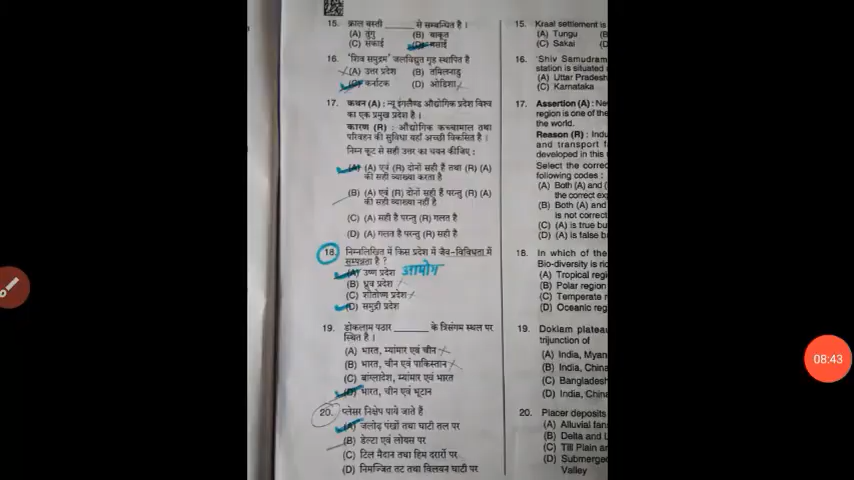 15. क्राल बस्ती ______ से सम्बन्धित है।
(A) तुंगु (B) याकूत
(C) सकाई (D) मसाई
16. 'शिव समुद्रम' जलविद्युत गृह स्थापित है
(A) उत्तर प्रदेश (B) तमिलनाडु
(C) कर्नाटक (D) ओडिशा
17. कथन (A) : न्यू इंगलैण्ड औद्योगिक प्रदेश विश्व
का एक प्रमुख प्रदेश है।
कारण (R) : औद्योगिक कच्चामाल तथा
परिवहन की सुविधा यहाँ अच्छी विकसित है।
निम्न कूट से सही उत्तर का चयन कीजिए :
(A) (A) एवं (R) दोनों सही हैं तथा (R) (A)
की सही व्याख्या करता है
(B) (A) एवं (R) दोनों सही हैं परन्तु (R) (A)
की सही व्याख्या नहीं है
(C) (A) सही है परन्तु (R) गलत है
(D) (A) गलत है परन्तु (R) सही है
18. निम्नलिखित में किस प्रदेश में जैव-विविधता में
सम्पन्नता है ?
(A) उष्ण प्रदेश
(B) ध्रुव प्रदेश
(C) शीतोष्ण प्रदेश
(D) समुद्री प्रदेश
19. डोकलाम पठार ______ के त्रिसंगम स्थल पर
स्थित है।
(A) भारत, म्यांमार एवं चीन
(B) भारत, चीन एवं पाकिस्तान
(C) बांग्लादेश, म्यांमार एवं भारत
(D) भारत, चीन एवं भूटान
20. प्लेसर निक्षेप पाये जाते हैं
(A) जलोढ़ पंखों तथा घाटी तल पर
(B) डेल्टा एवं लोयस पर
(C) टिल मैदान तथा हिम दरारों पर
(D) निमज्जित तट तथा विलयन घाटी पर
15. Kraal settlement is
(A) Tungu (B
(C) Sakai (D
16. 'Shiv Samudram
station is situated
(A) Uttar Pradesh
(C) Karnataka
17. Assertion (A) : Ne
region is one of the
the world.
Reason (R) : Indu
and transport f
developed in this
Select the correc
following codes :
(A) Both (A) and (
the correct ex
(B) Both (A) and
is not correct
(C) (A) is true bu
(D) (A) is false b
18. In which of the
Bio-diversity is ric
(A) Tropical regi
(B) Polar region
(C) Temperate r
(D) Oceanic reg
19. Doklam plateau
trijunction of
(A) India, Myan
(B) India, China
(C) Bangladesh
(D) India, China
20. Placer deposits
(A) Alluvial fan
(B) Delta and L
(C) Till Plain an
(D) Submerge
Valley
08:43